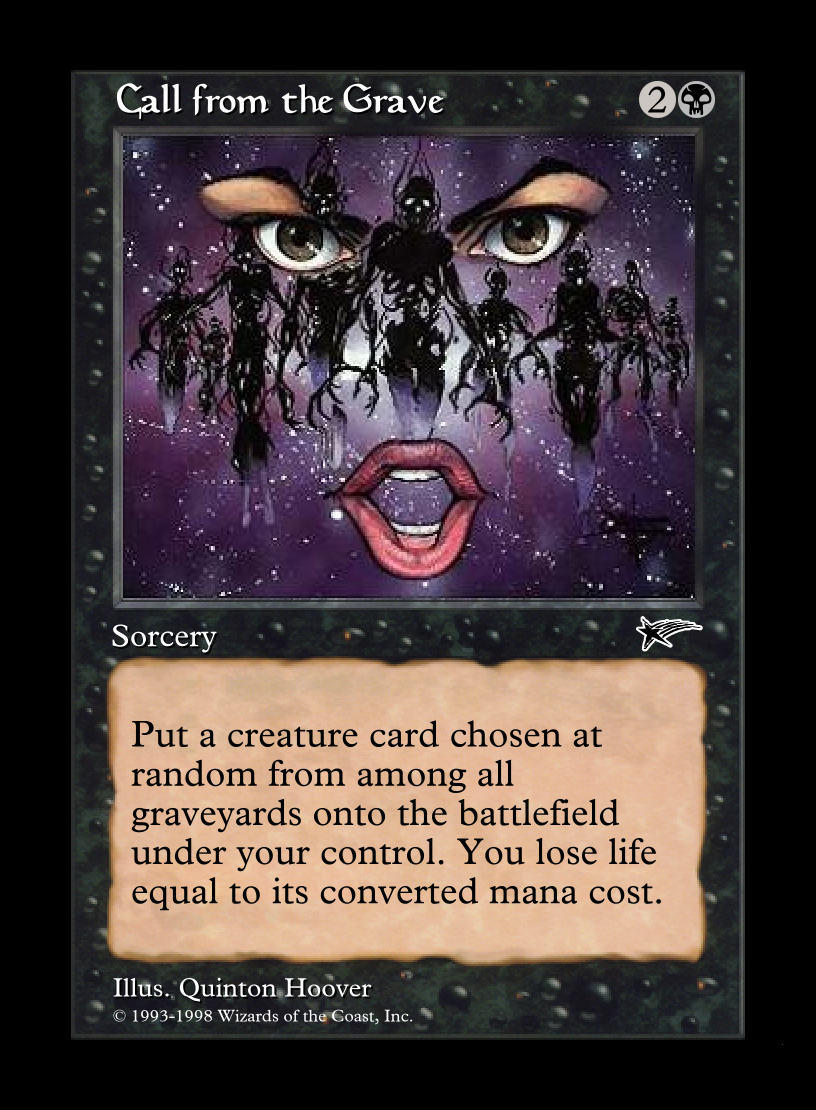 Call from the Grave 2
Sorcery
Put a creature card chosen at
random from among all
graveyards onto the battlefield
under your control. You lose life
equal to its converted mana cost.
Illus. Quinton Hoover
© 1993-1998 Wizards of the Coast, Inc.